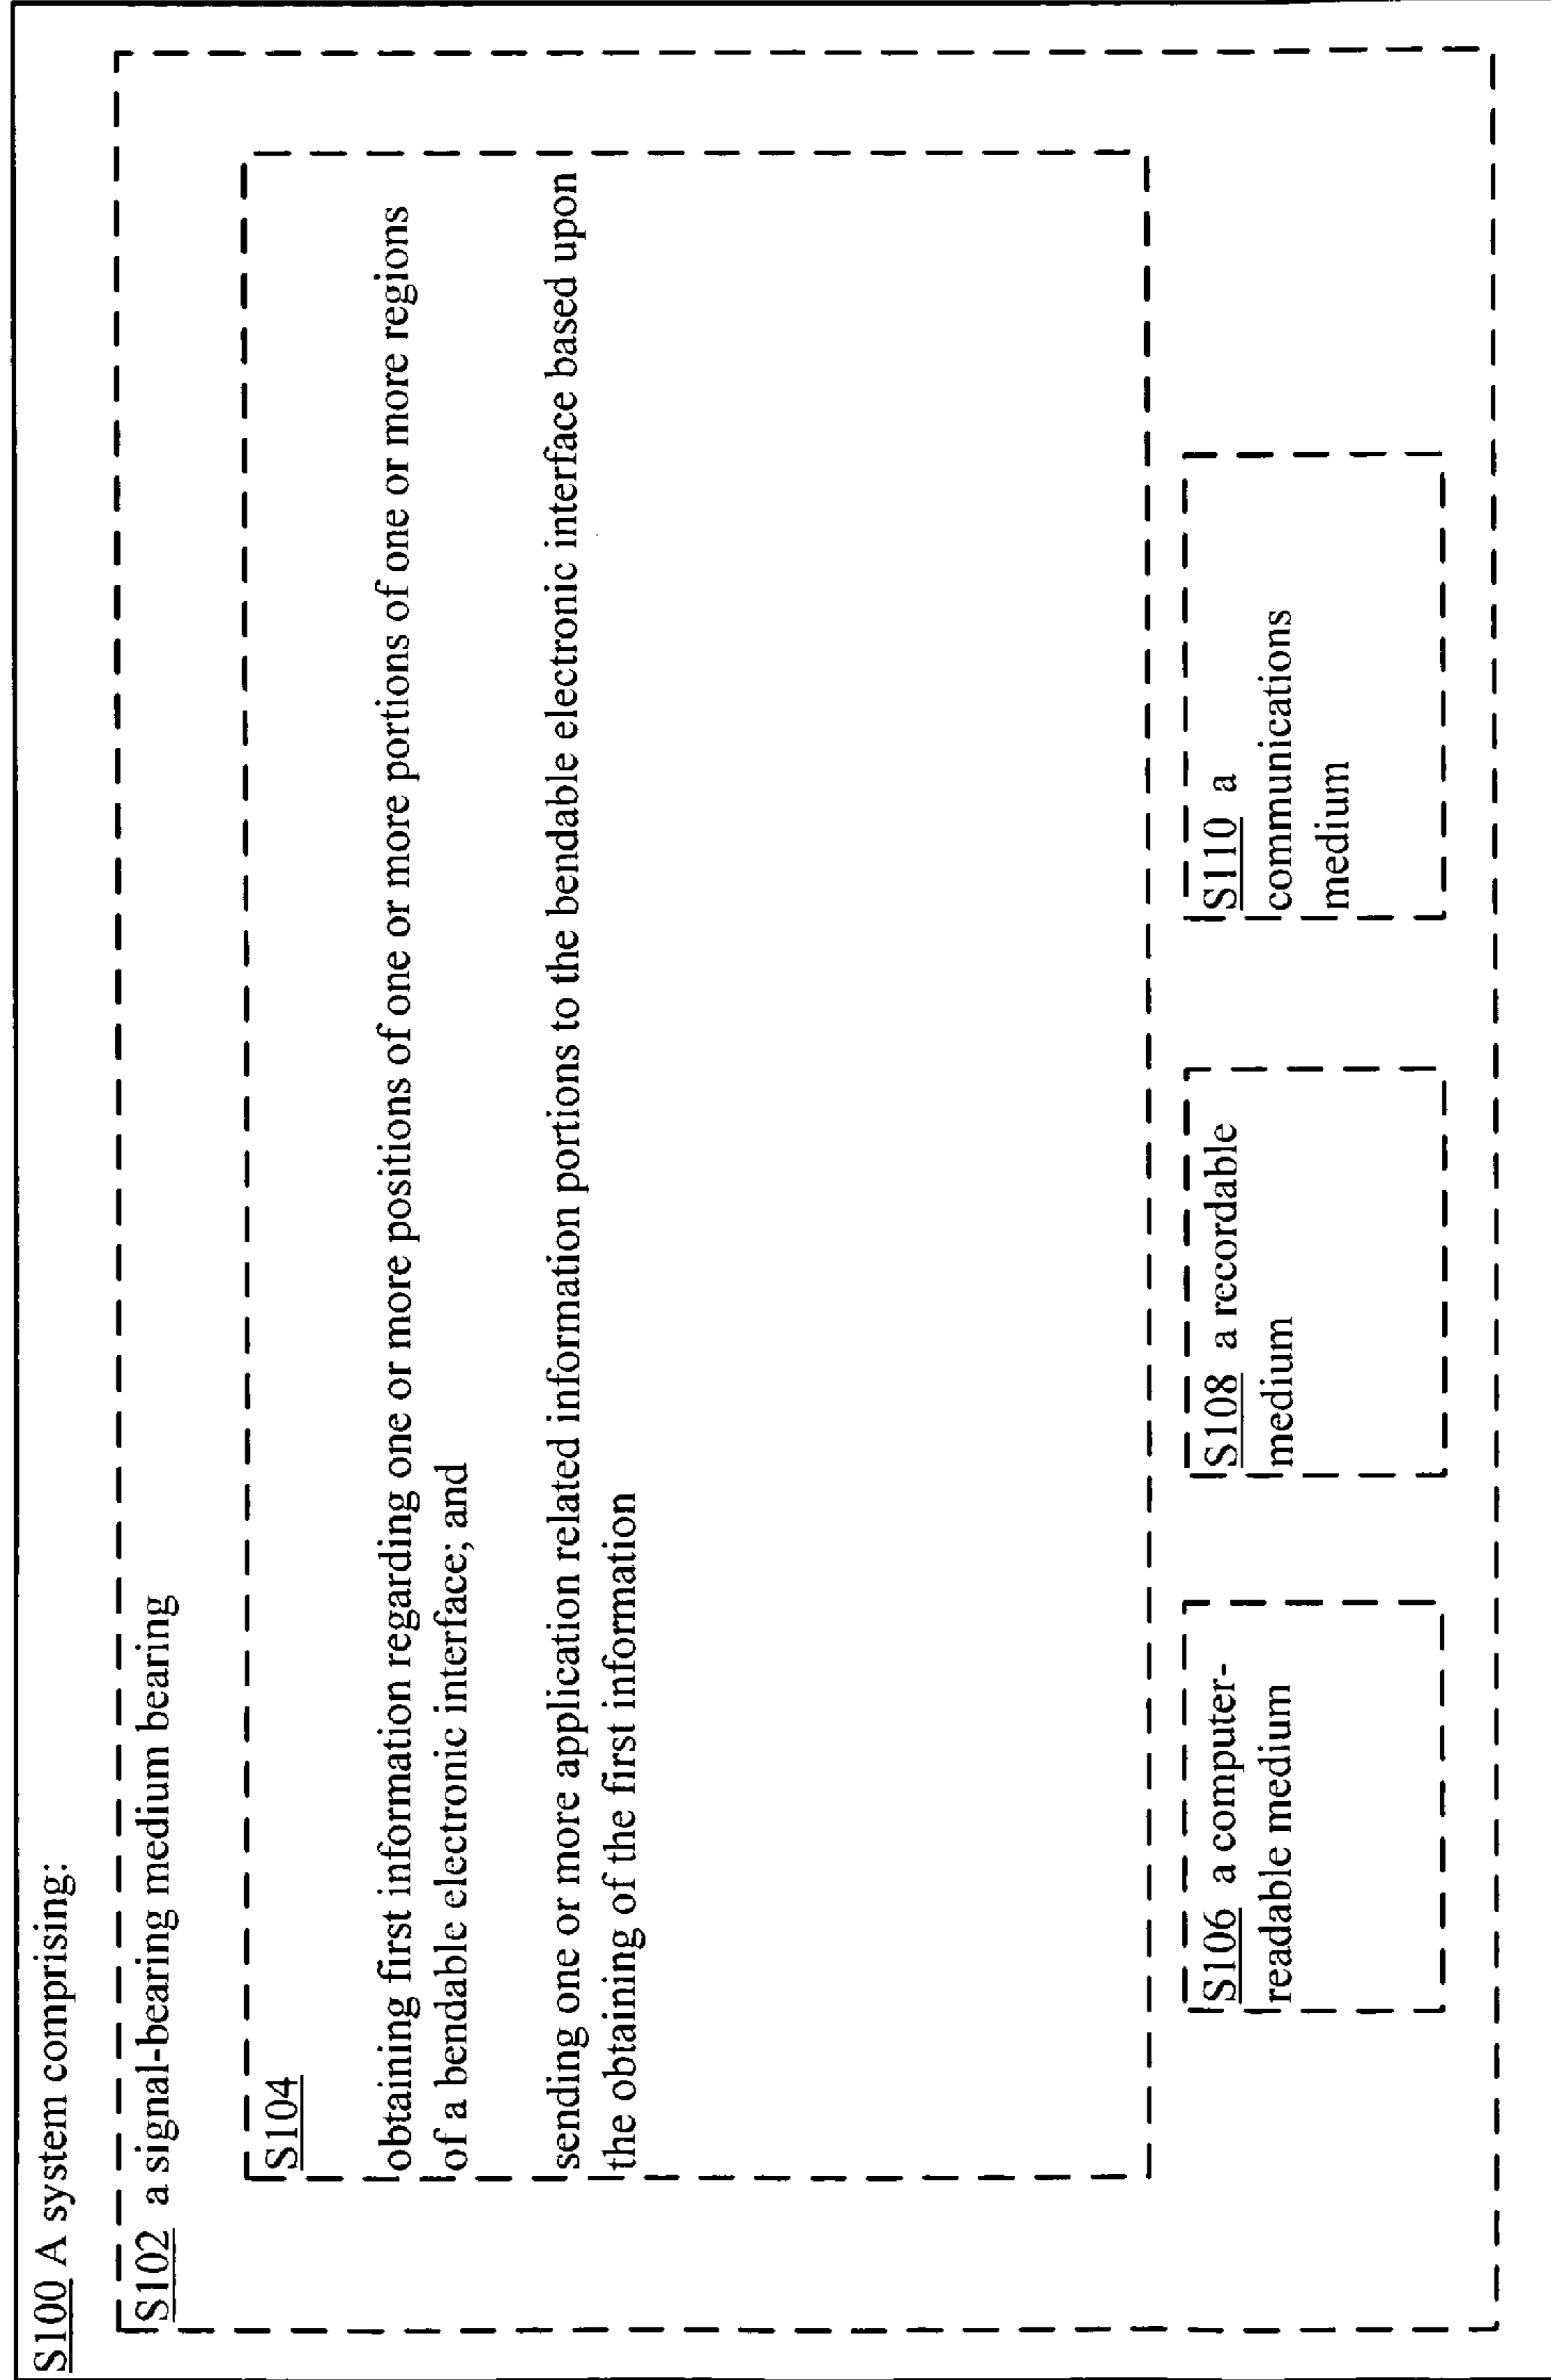 S100 A system comprising:
S102 a signal-bearing medium bearing
S104
obtaining first information regarding one or more positions of one or more portions of one or more regions
of a bendable electronic interface; and
sending one or more application related information portions to the bendable electronic interface based upon
the obtaining of the first information
S106 a computer-
readable medium
S108 a recordable
medium
S110 a
communications
medium